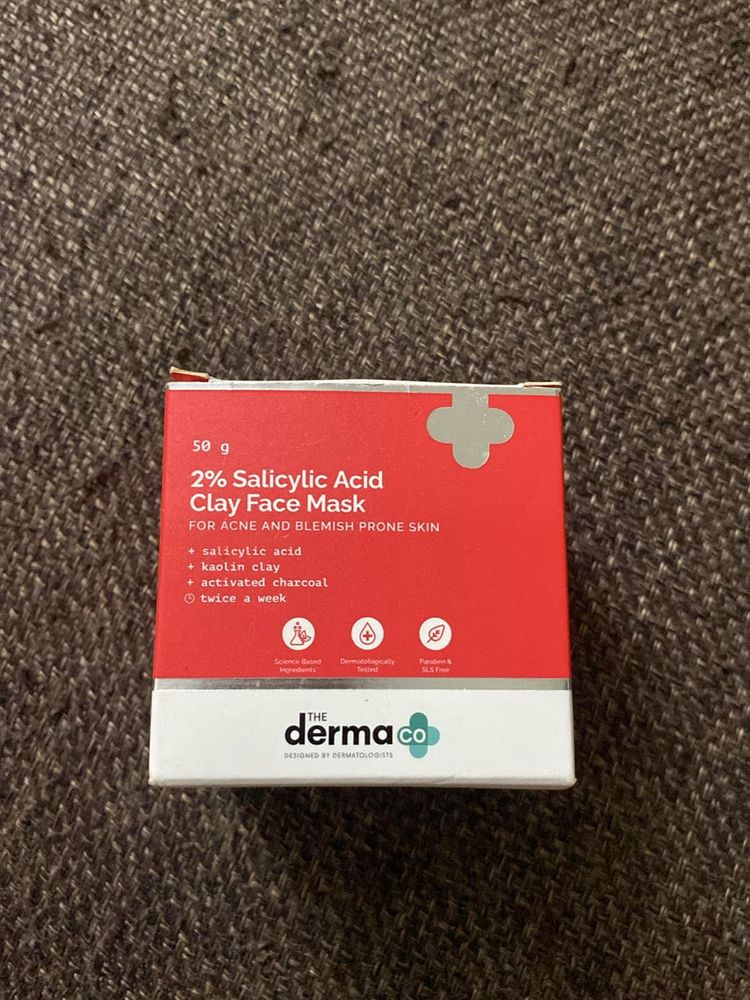 50 g
2% Salicylic Acid
Clay Face Mask
FOR ACNE AND BLEMISH PRONE SKIN
+ salicylic acid
+ kaolin clay
+ activated charcoal
twice a week
Science Based
Ingredients
Dermatologically
Tested
Paraben &
SLS Free
THE
derma co
DESIGNED BY DERMATOLOGISTS